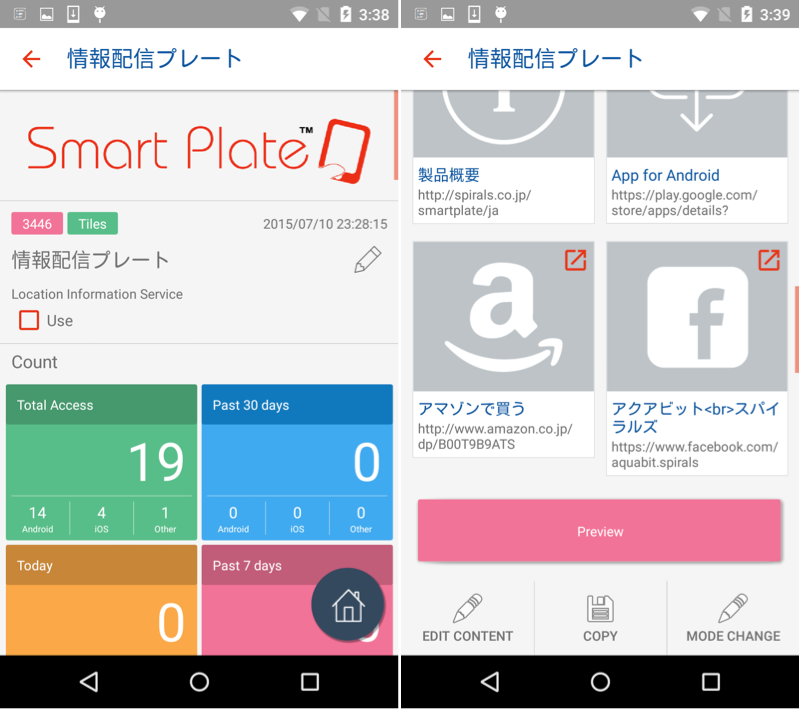 3:38
情報配信プレート
Smart Plate™
3446 Tiles 2015/07/10 23:28:15
情報配信プレート
Location Information Service
Use
Count
Total Access
19
14 4 1
Android iOS Other
Past 30 days
0
0 0 0
Android iOS Other
Today
0
Past 7 days
3:39
情報配信プレート
製品概要
http://spirals.co.jp/
smartplate/ja
App for Android
https://play.google.com/
store/apps/details?
アマゾンで買う
http://www.amazon.co.jp/
dp/B00T9B9ATS
アクアビット<br>スパイ
ラルズ
https://www.facebook.com/
aquabit.spirals
Preview
EDIT CONTENT
COPY
MODE CHANGE